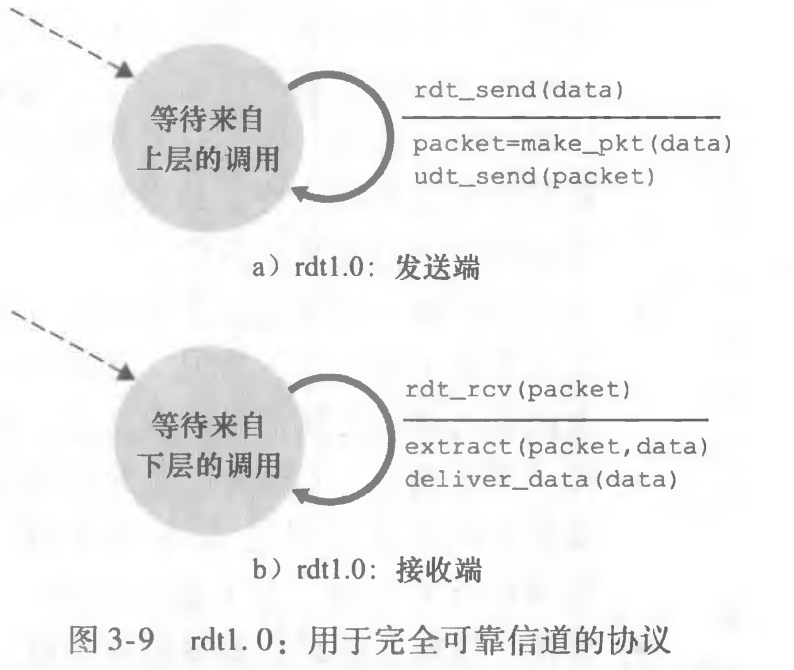 等待来自
上层的调用
rdt_send(data)
packet=make_pkt(data)
udt_send(packet)
a) rdt1.0: 发送端
等待来自
下层的调用
rdt_rcv(packet)
extract(packet,data)
deliver_data(data)
b) rdt1.0: 接收端
图 3-9 rdt1.0：用于完全可靠信道的协议